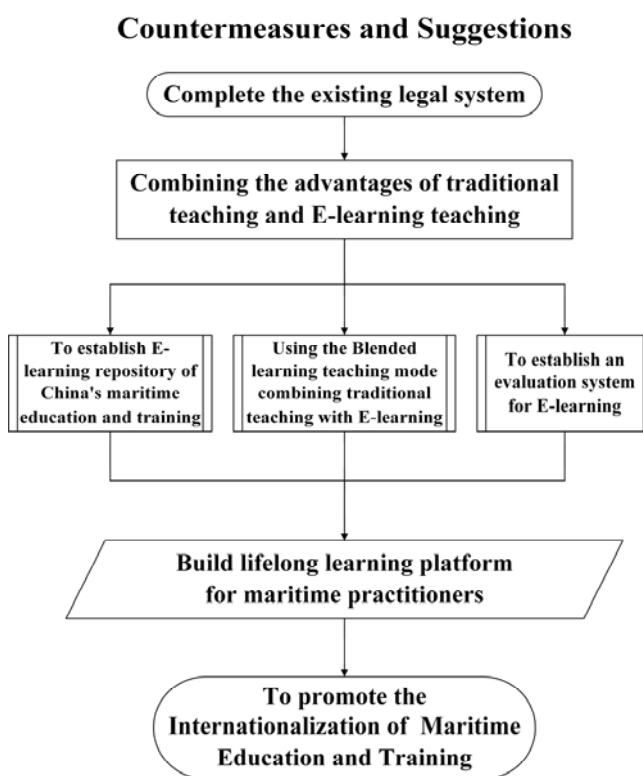 Countermeasures and Suggestions
Complete the existing legal system
Combining the advantages of traditional
teaching and E-learning teaching
To establish E-
learning repository of
China's maritime
education and training
Using the Blended
learning teaching mode
combining traditional
teaching with E-learning
To establish an
evaluation system
for E-learning
Build lifelong learning platform
for maritime practitioners
To promote the
Internationalization of Maritime
Education and Training